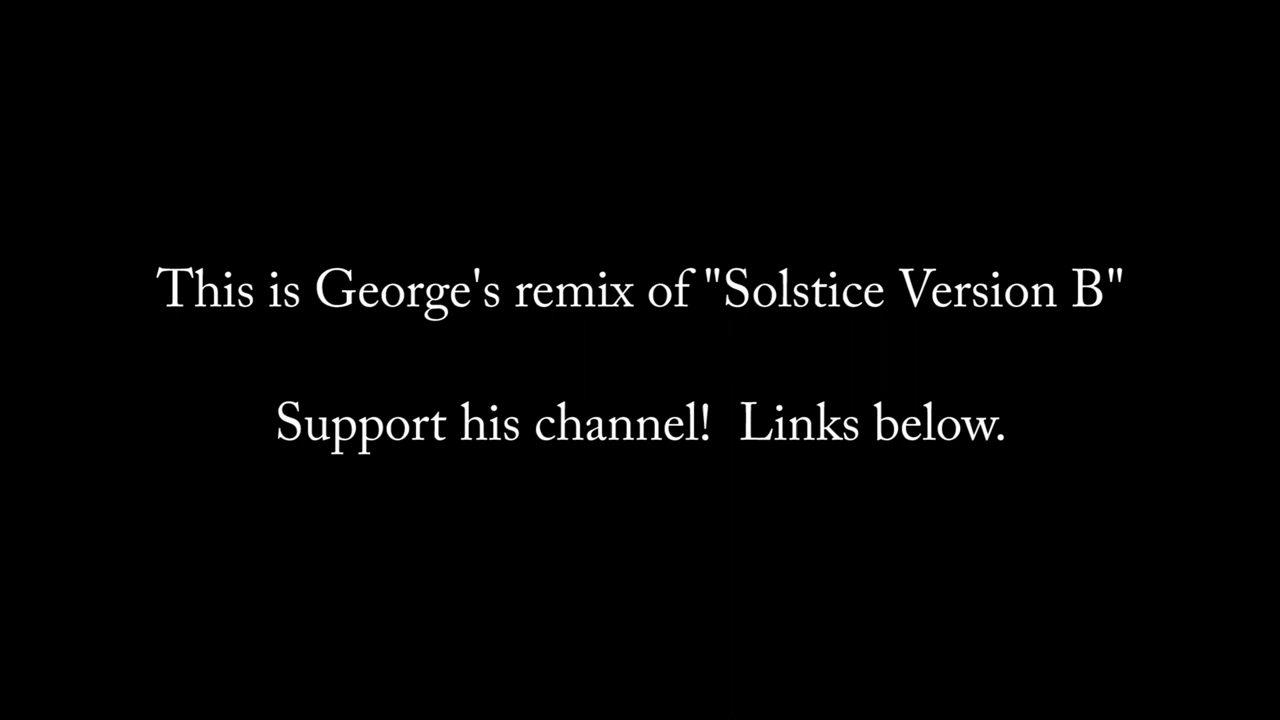 This is George's remix of "Solstice Version B"
Support his channel!  Links below.